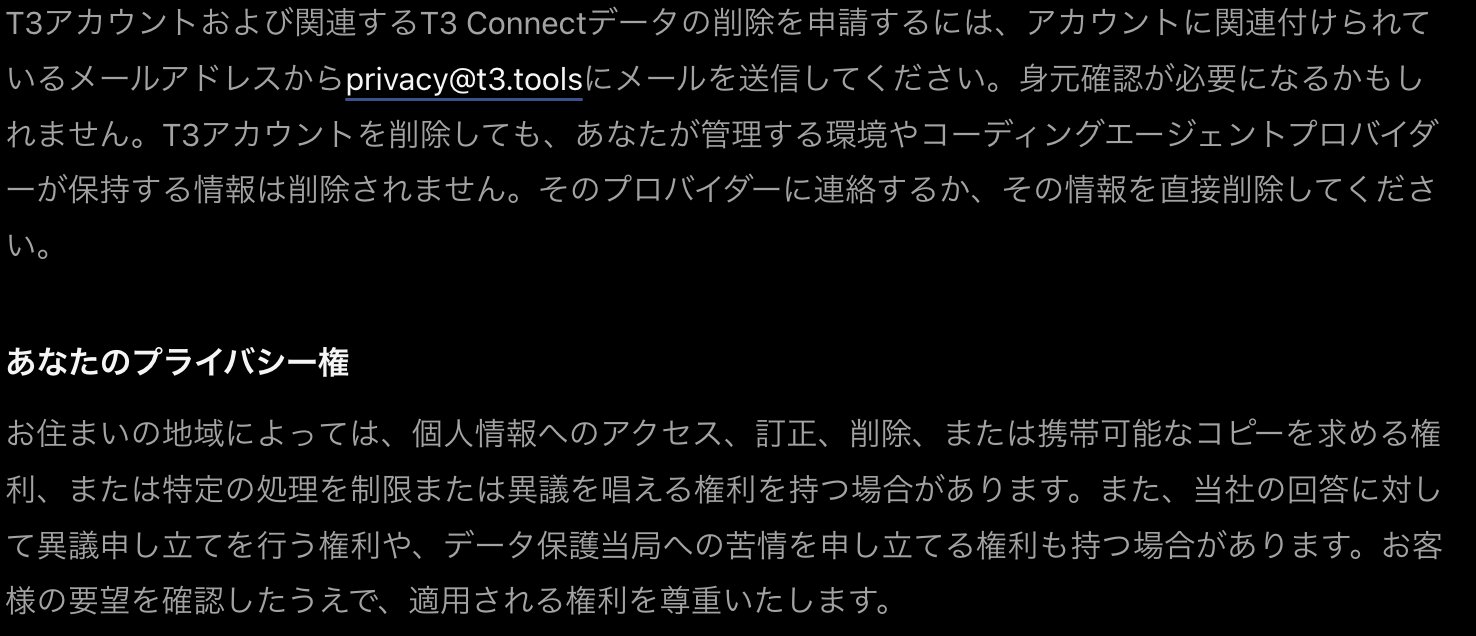 T3アカウントおよび関連するT3 Connectデータの削除を申請するには、アカウントに関連付けられて
いるメールアドレスからprivacy@t3.toolsにメールを送信してください。身元確認が必要になるかもし
れません。T3アカウントを削除しても、あなたが管理する環境やコーディングエージェントプロバイダ
ーが保持する情報は削除されません。そのプロバイダーに連絡するか、その情報を直接削除してくださ
い。
あなたのプライバシー権
お住まいの地域によっては、個人情報へのアクセス、訂正、削除、または携帯可能なコピーを求める権
利、または特定の処理を制限または異議を唱える権利を持つ場合があります。また、当社の回答に対し
て異議申し立てを行う権利や、データ保護当局への苦情を申し立てる権利も持つ場合があります。お客
様の要望を確認したうえで、適用される権利を尊重いたします。